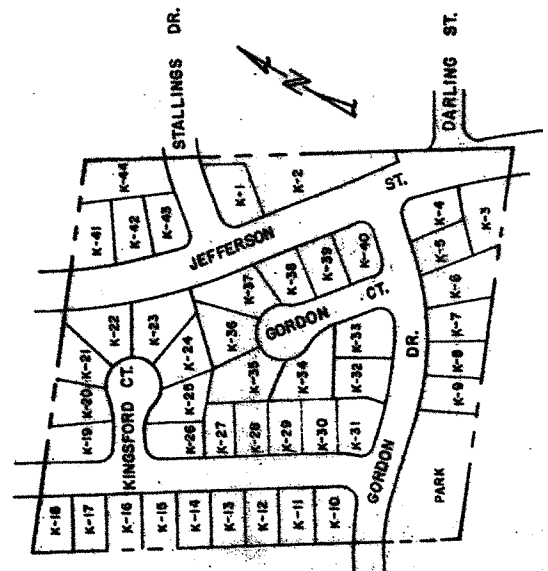 STALLINGS DR.
DARLING ST.
N
K-44
K-41
K-42
K-43
K-1
K-2
JEFFERSON ST.
K-4
K-3
K-5
K-6
K-7
K-8
K-9
K-22
K-23
K-24
K-21
K-20
K-19
KINGSFORD CT.
K-25
K-26
K-27
K-28
K-29
K-30
K-31
K-32
K-33
K-34
K-35
K-36
K-37
K-38
K-39
K-40
GORDON CT.
GORDON DR.
PARK
K-18
K-17
K-16
K-15
K-14
K-13
K-12
K-11
K-10